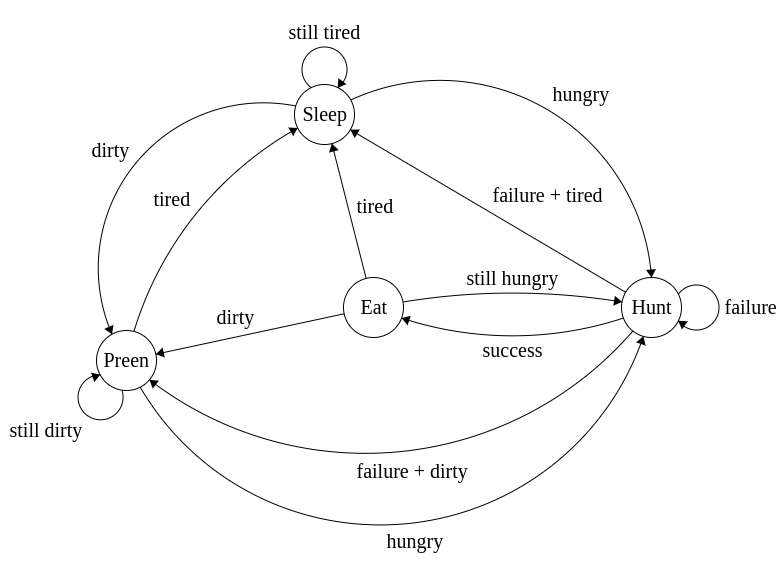 still tired
hungry
Sleep
dirty
tired
tired
failure + tired
still hungry
Eat
Hunt
failure
dirty
success
Preen
still dirty
failure + dirty
hungry